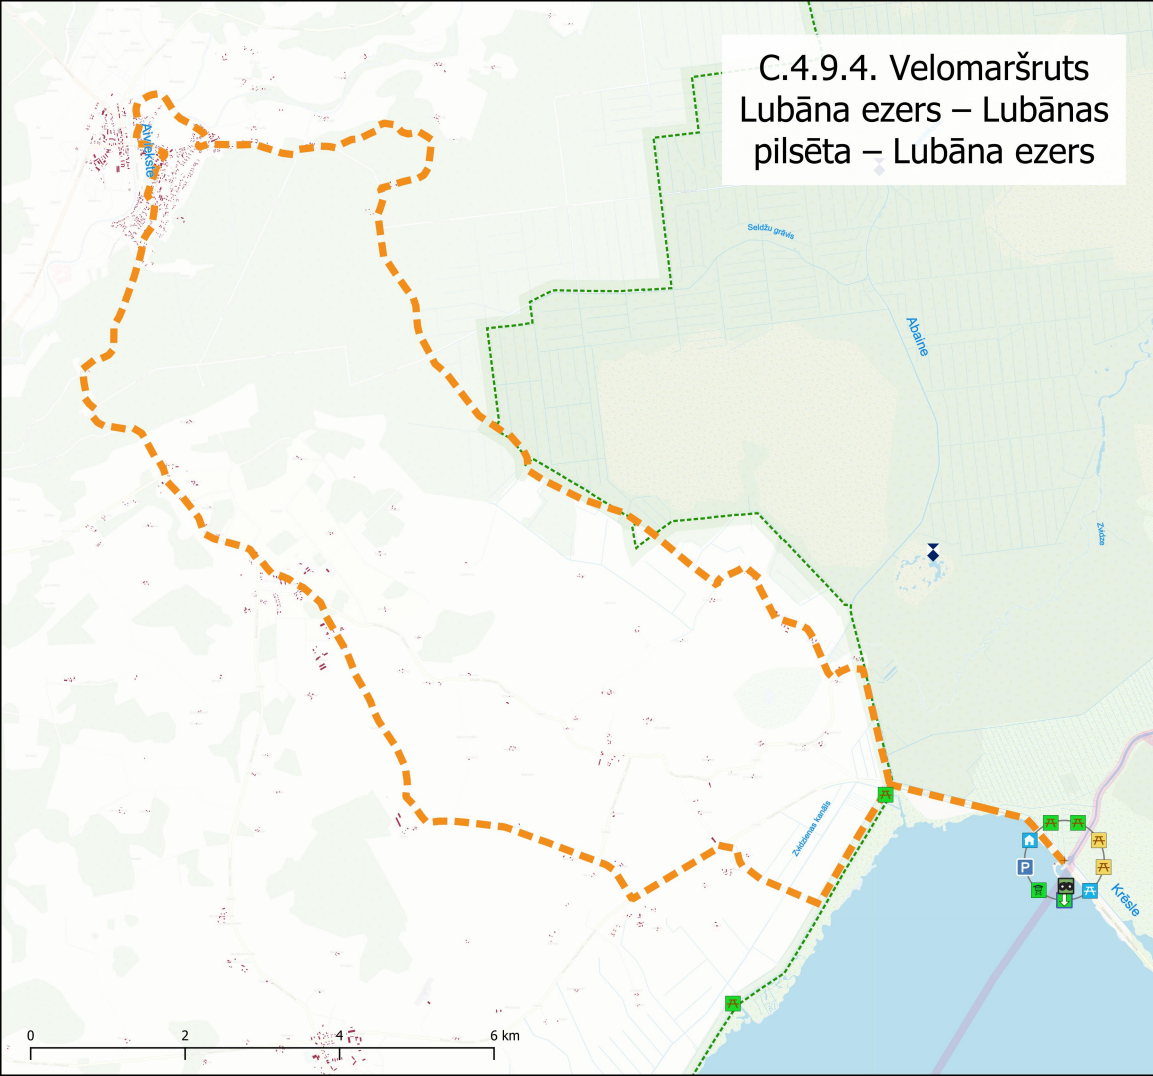 C.4.9.4. Velomaršruts
Lubāna ezers – Lubānas
pilsēta – Lubāna ezers
Aiviekste
Seldžu grāvis
Abaine
Zvidze
Zvidzienas kanāls
P
Krēsle
0 2 4 6 km